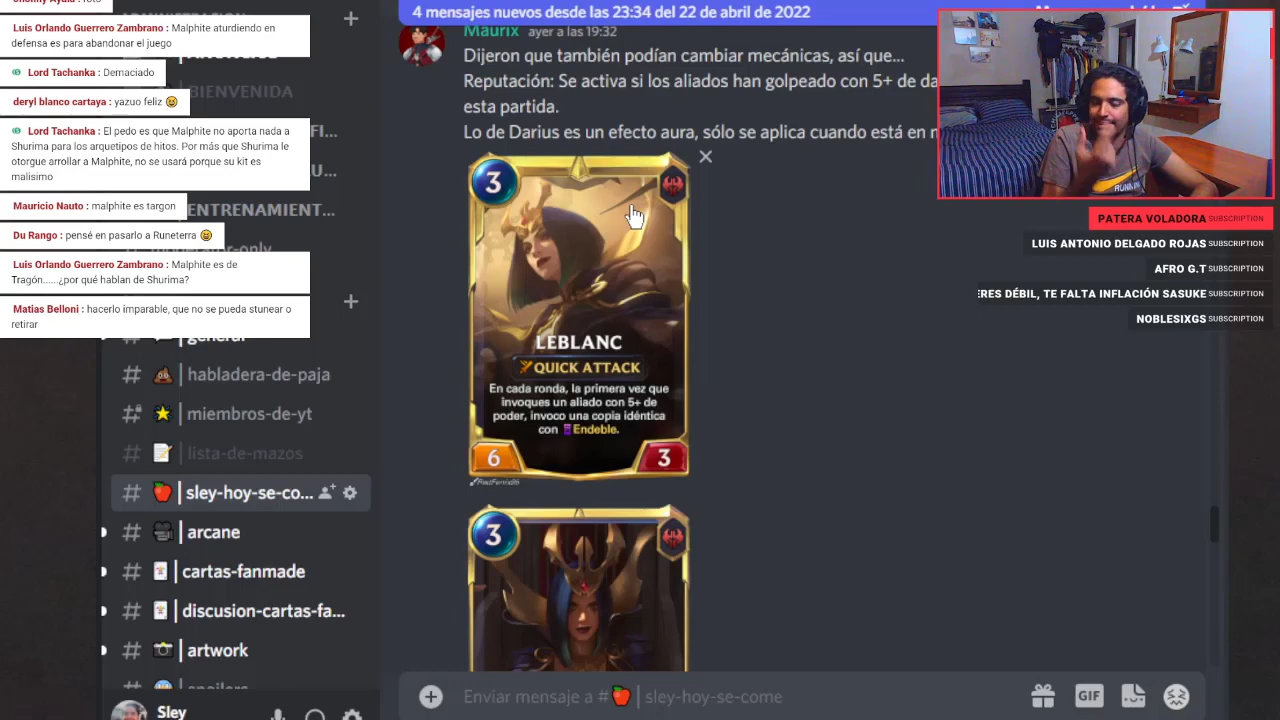 Luis Orlando Guerrero Zambrano : Malphite aturdiendo en
defensa es para abandonar el juego
Lord Tachanka : Demaciado
deryl blanco cartaya : yazuo feliz 😄
Lord Tachanka : El pedo es que Malphite no aporta nada a
Shurima para los arquetipos de hitos. Por más que Shurima le
otorgue arrollar a Malphite, no se usará porque su kit es
malisimo
Mauricio Nauto : malphite es targon
Du Rango : pensé en pasarlo a Runeterra 😄
Luis Orlando Guerrero Zambrano : Malphite es de
Tragón......¿por qué hablan de Shurima?
Matias Belloni : hacerlo imparable, que no se pueda stunear o
retirar
BIENVENIDA
ENTRENAMIENT...
general
habladera-de-paja
miembros-de-yt
lista-de-mazos
sley-hoy-se-co...
arcane
cartas-fanmade
discusion-cartas-fa...
artwork
Sley
4 mensajes nuevos desde las 23:34 del 22 de abril de 2022
Maurix ayer a las 19:32
Dijeron que también podían cambiar mecánicas, así que...
Reputación: Se activa si los aliados han golpeado con 5+ de
esta partida.
Lo de Darius es un efecto aura, sólo se aplica cuando está en
3
LEBLANC
QUICK ATTACK
En cada ronda, la primera vez que
invoques un aliado con 5+ de
poder, invoco una copia idéntica
con Endeble.
6 3
3
Enviar mensaje a # 🍎 | sley-hoy-se-come
GIF
PATERA VOLADORA SUBSCRIPTION
LUIS ANTONIO DELGADO ROJAS SUBSCRIPTION
AFRO G.T SUBSCRIPTION
ERES DÉBIL, TE FALTA INFLACIÓN SASUKE SUBSCRIPTION
NOBLESIXGS SUBSCRIPTION